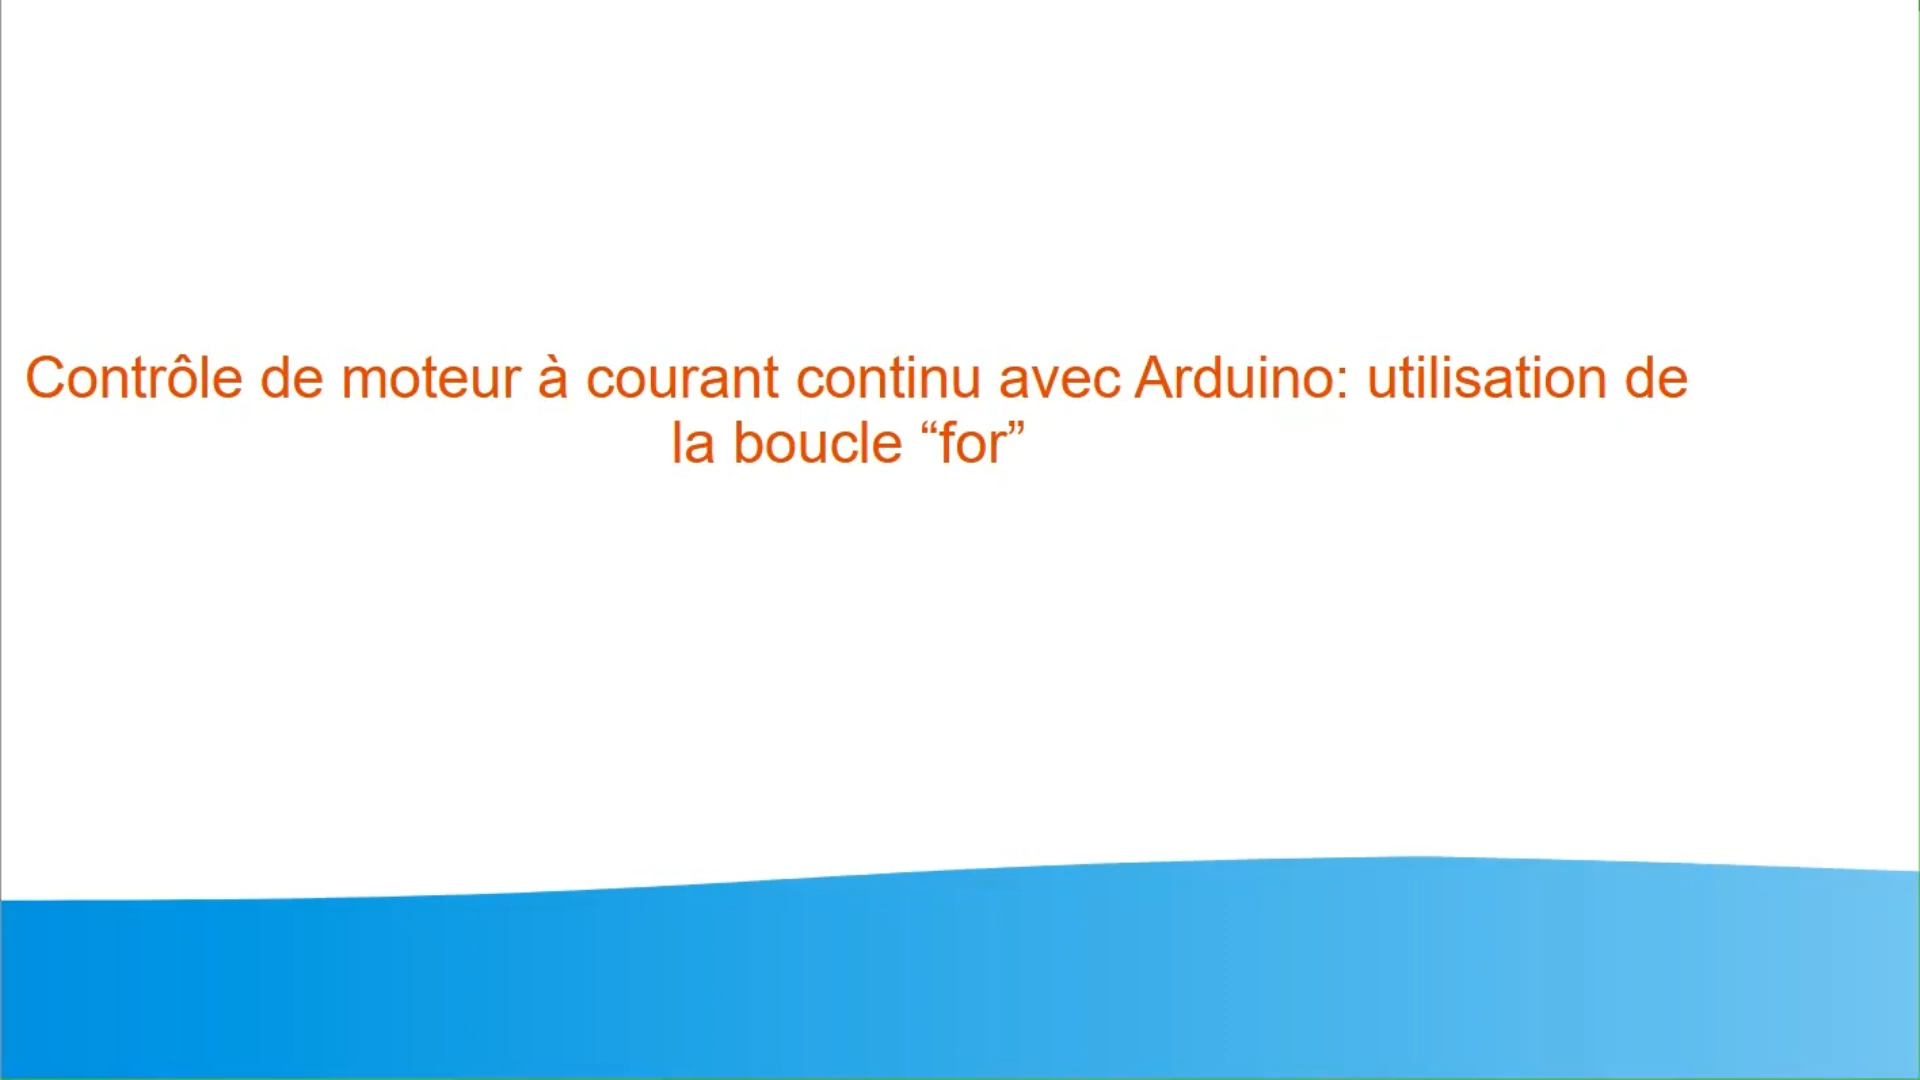 Contrôle de moteur à courant continu avec Arduino: utilisation de
la boucle “for”